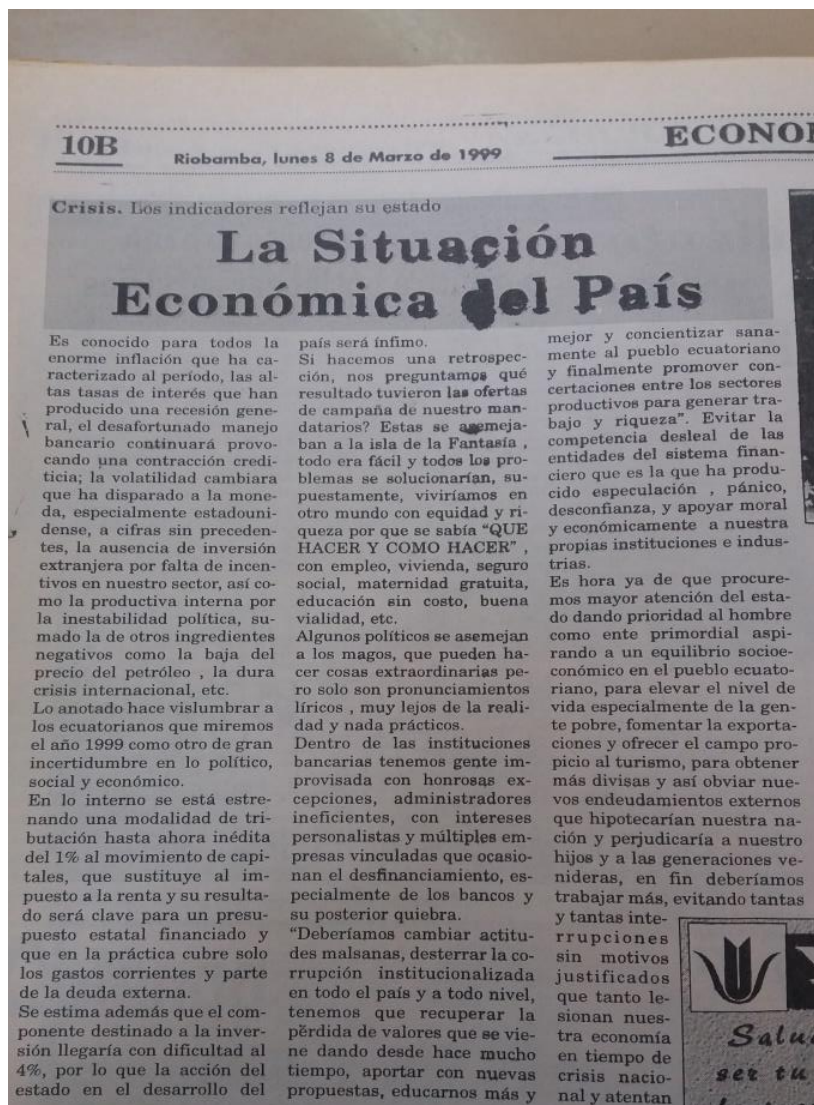 10B
Riobamba, lunes 8 de Marzo de 1999
ECONO
Crisis. Los indicadores reflejan su estado
La Situación
Económica del País
Es conocido para todos la
enorme inflación que ha ca-
racterizado al período, las al-
tas tasas de interés que han
producido una recesión gene-
ral, el desafortunado manejo
bancario continuará provo-
cando una contracción credi-
ticia; la volatilidad cambiara
que ha disparado a la mone-
da, especialmente estadouni-
dense, a cifras sin preceden-
tes, la ausencia de inversión
extranjera por falta de incen-
tivos en nuestro sector, así co-
mo la productiva interna por
la inestabilidad política, su-
mado la de otros ingredientes
negativos como la baja del
precio del petróleo , la dura
crisis internacional, etc.
Lo anotado hace vislumbrar a
los ecuatorianos que miremos
el año 1999 como otro de gran
incertidumbre en lo político,
social y económico.
En lo interno se está estre-
nando una modalidad de tri-
butación hasta ahora inédita
del 1% al movimiento de capi-
tales, que sustituye al im-
puesto a la renta y su resulta-
do será clave para un presu-
puesto estatal financiado y
que en la práctica cubre solo
los gastos corrientes y parte
de la deuda externa.
Se estima además que el com-
ponente destinado a la inver-
sión llegaría con dificultad al
4%, por lo que la acción del
estado en el desarrollo del
país será ínfimo.
Si hacemos una retrospec-
ción, nos preguntamos qué
resultado tuvieron las ofertas
de campaña de nuestro man-
datarios? Estas se asemeja-
ban a la isla de la Fantasía ,
todo era fácil y todos los pro-
blemas se solucionarían, su-
puestamente, viviríamos en
otro mundo con equidad y ri-
queza por que se sabía “QUE
HACER Y COMO HACER” ,
con empleo, vivienda, seguro
social, maternidad gratuita,
educación sin costo, buena
vialidad, etc.
Algunos políticos se asemejan
a los magos, que pueden ha-
cer cosas extraordinarias pe-
ro solo son pronunciamientos
líricos , muy lejos de la reali-
dad y nada prácticos.
Dentro de las instituciones
bancarias tenemos gente im-
provisada con honrosas ex-
cepciones, administradores
ineficientes, con intereses
personalistas y múltiples em-
presas vinculadas que ocasio-
nan el desfinanciamiento, es-
pecialmente de los bancos y
su posterior quiebra.
“Deberíamos cambiar actitu-
des malsanas, desterrar la co-
rrupción institucionalizada
en todo el país y a todo nivel,
tenemos que recuperar la
pérdida de valores que se vie-
ne dando desde hace mucho
tiempo, aportar con nuevas
propuestas, educarnos más y
mejor y concientizar sana-
mente al pueblo ecuatoriano
y finalmente promover con-
certaciones entre los sectores
productivos para generar tra-
bajo y riqueza”. Evitar la
competencia desleal de las
entidades del sistema finan-
ciero que es la que ha produ-
cido especulación , pánico,
desconfianza, y apoyar moral
y económicamente a nuestra
propias instituciones e indus-
trias.
Es hora ya de que procure-
mos mayor atención del esta-
do dando prioridad al hombre
como ente primordial aspi-
rando a un equilibrio socioe-
conómico en el pueblo ecuato-
riano, para elevar el nivel de
vida especialmente de la gen-
te pobre, fomentar la exporta-
ciones y ofrecer el campo pro-
picio al turismo, para obtener
más divisas y así obviar nue-
vos endeudamientos externos
que hipotecarían nuestra na-
ción y perjudicaría a nuestro
hijos y a las generaciones ve-
nideras, en fin deberíamos
trabajar más, evitando tantas
y tantas inte-
rrupciones
sin motivos
justificados
que tanto le-
sionan nues-
tra economía
en tiempo de
crisis nacio-
nal y atentan
Salu
ser tu